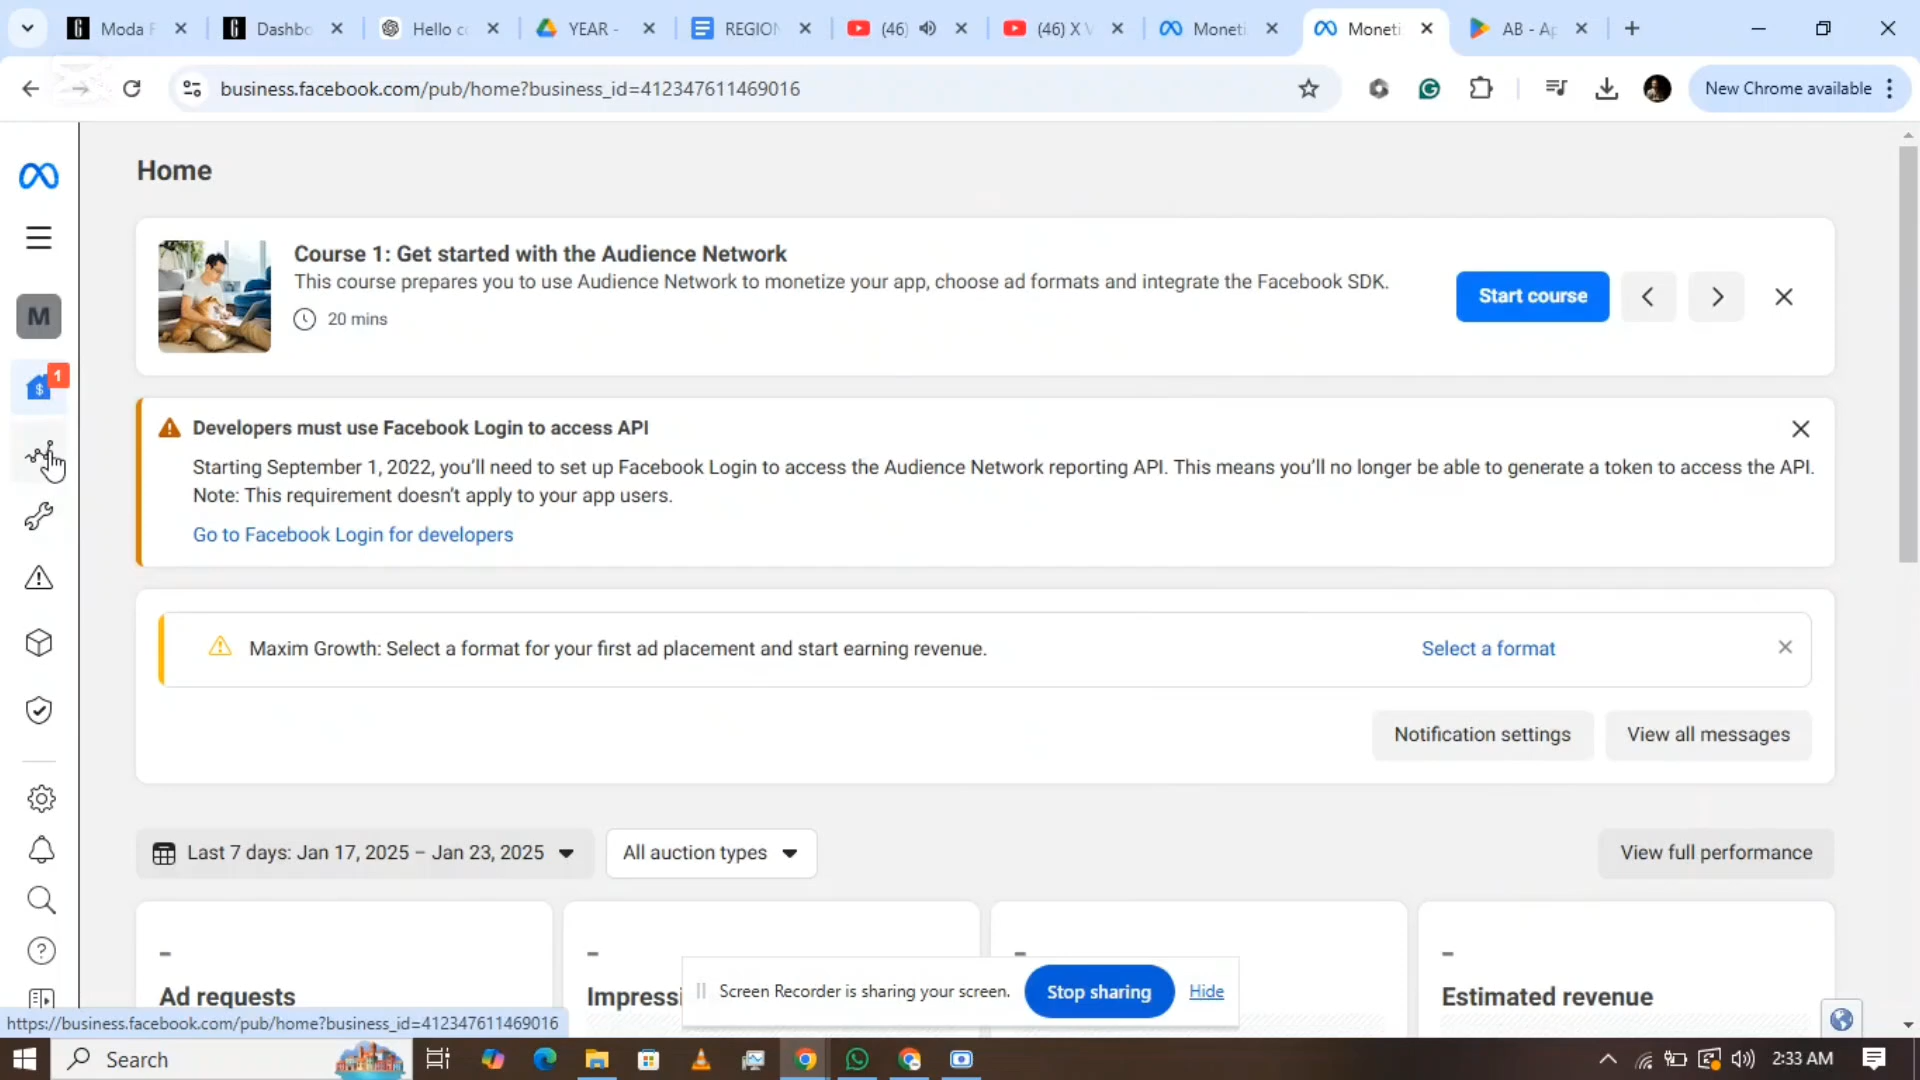 Moda F
Dashbo
Hello c
YEAR -
REGION
(46)
(46) X V
Moneti
Moneti
AB - Ap
business.facebook.com/pub/home?business_id=412347611469016
New Chrome available
Home
M
1
Course 1: Get started with the Audience Network
This course prepares you to use Audience Network to monetize your app, choose ad formats and integrate the Facebook SDK.
20 mins
Start course
Developers must use Facebook Login to access API
Starting September 1, 2022, you'll need to set up Facebook Login to access the Audience Network reporting API. This means you'll no longer be able to generate a token to access the API.
Note: This requirement doesn't apply to your app users.
Go to Facebook Login for developers
Maxim Growth: Select a format for your first ad placement and start earning revenue.
Select a format
Notification settings
View all messages
Last 7 days: Jan 17, 2025 – Jan 23, 2025
All auction types
View full performance
–
–
–
–
Ad requests
Impressi
Estimated revenue
Screen Recorder is sharing your screen.
Stop sharing
Hide
https://business.facebook.com/pub/home?business_id=412347611469016
Search
2:33 AM